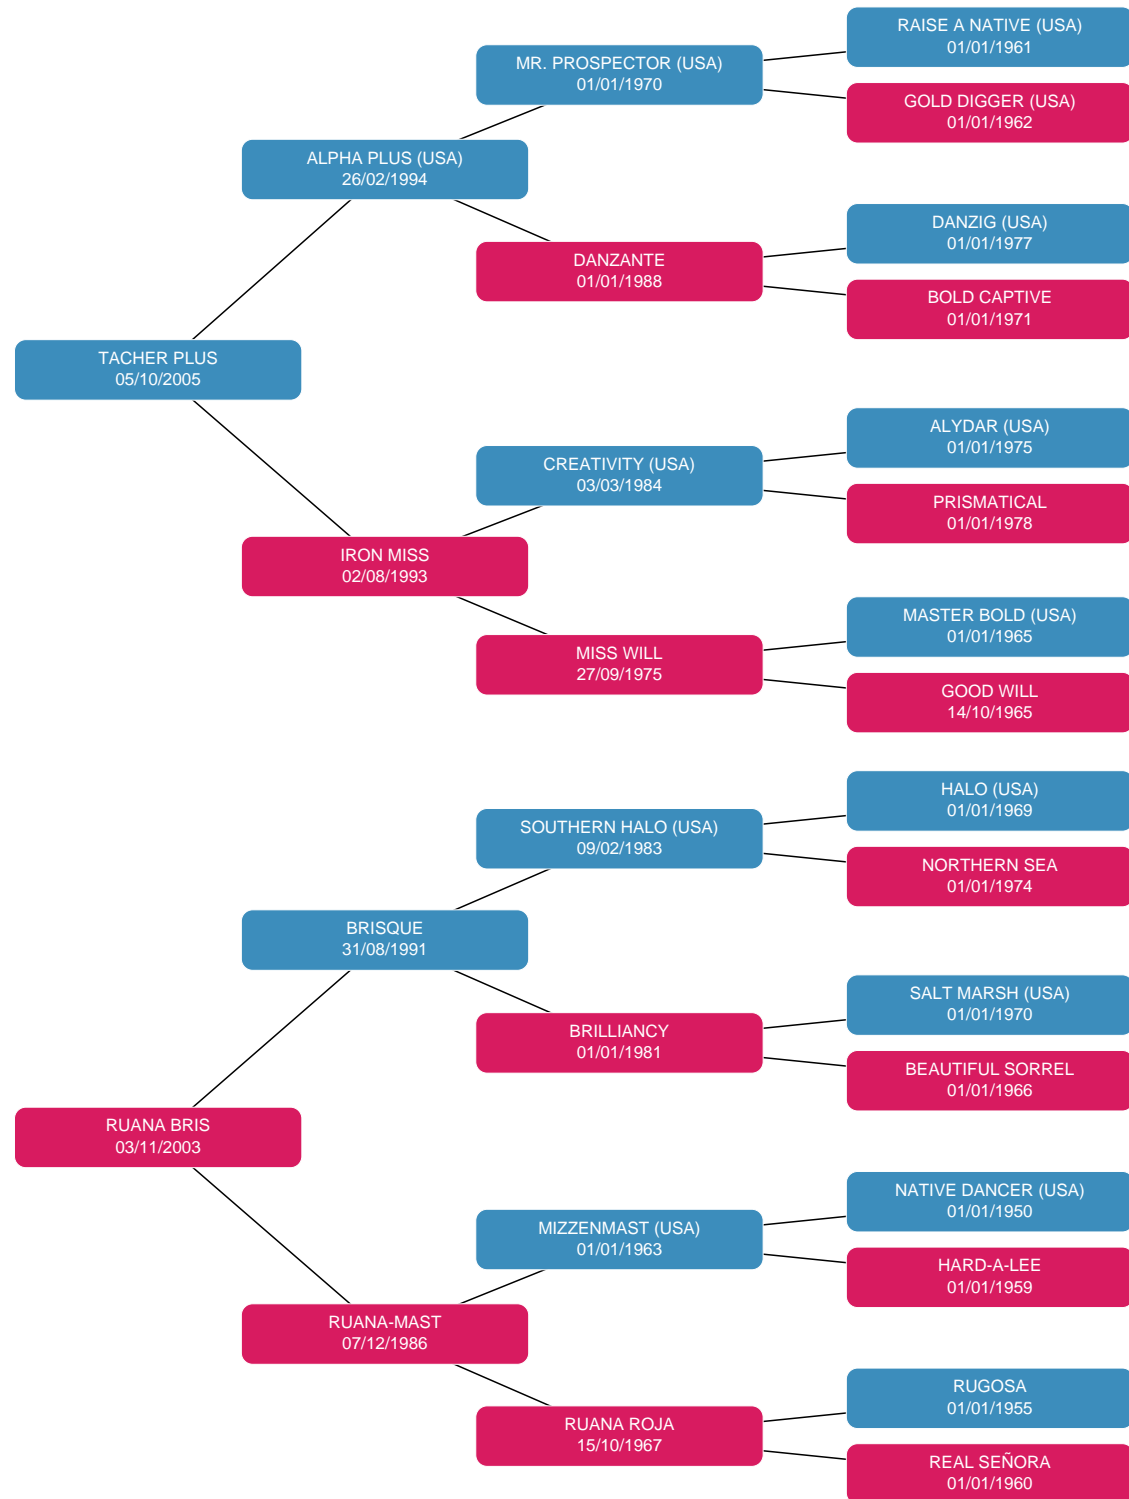 RAISE A NATIVE (USA)
01/01/1961
MR. PROSPECTOR (USA)
01/01/1970
GOLD DIGGER (USA)
01/01/1962
ALPHA PLUS (USA)
26/02/1994
DANZIG (USA)
01/01/1977
DANZANTE
01/01/1988
BOLD CAPTIVE
01/01/1971
TACHER PLUS
05/10/2005
ALYDAR (USA)
01/01/1975
CREATIVITY (USA)
03/03/1984
PRISMATICAL
01/01/1978
IRON MISS
02/08/1993
MASTER BOLD (USA)
01/01/1965
MISS WILL
27/09/1975
GOOD WILL
14/10/1965
HALO (USA)
01/01/1969
SOUTHERN HALO (USA)
09/02/1983
NORTHERN SEA
01/01/1974
BRISQUE
31/08/1991
SALT MARSH (USA)
01/01/1970
BRILLIANCY
01/01/1981
BEAUTIFUL SORREL
01/01/1966
RUANA BRIS
03/11/2003
NATIVE DANCER (USA)
01/01/1950
MIZZENMAST (USA)
01/01/1963
HARD-A-LEE
01/01/1959
RUANA-MAST
07/12/1986
RUGOSA
01/01/1955
RUANA ROJA
15/10/1967
REAL SEÑORA
01/01/1960